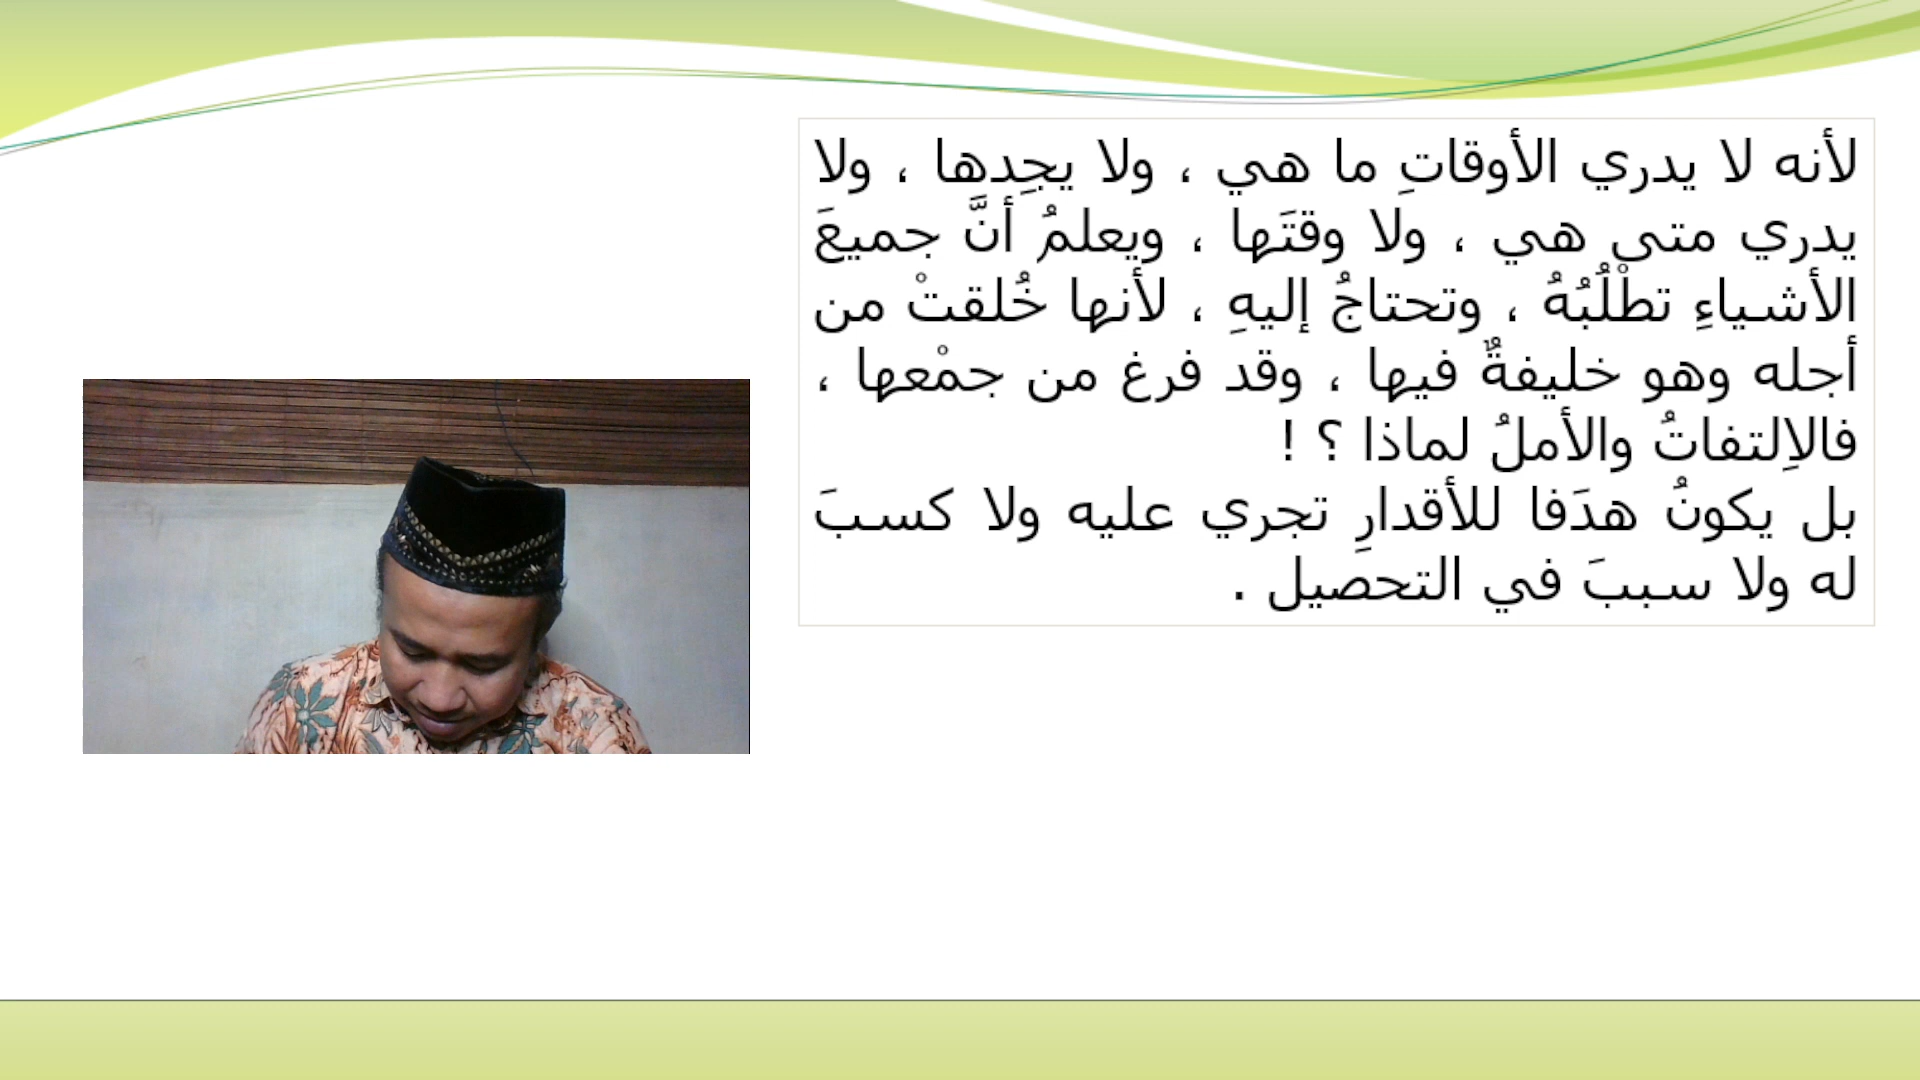 لأنه لا يدري الأوقاتِ ما هي ، ولا يجِدها ، ولا
يدري متى هي ، ولا وقتَها ، ويعلمُ أنَّ جميعَ
الأشياءِ تطْلُبُهُ ، وتحتاجُ إليهِ ، لأنها خُلقتْ من
أجله وهو خليفةٌ فيها ، وقد فرغ من جمْعها ،
فالاِلتفاتُ والأملُ لماذا ؟ !
بل يكونُ هدَفا للأقدارِ تجري عليه ولا كسبَ
له ولا سببَ في التحصيل .